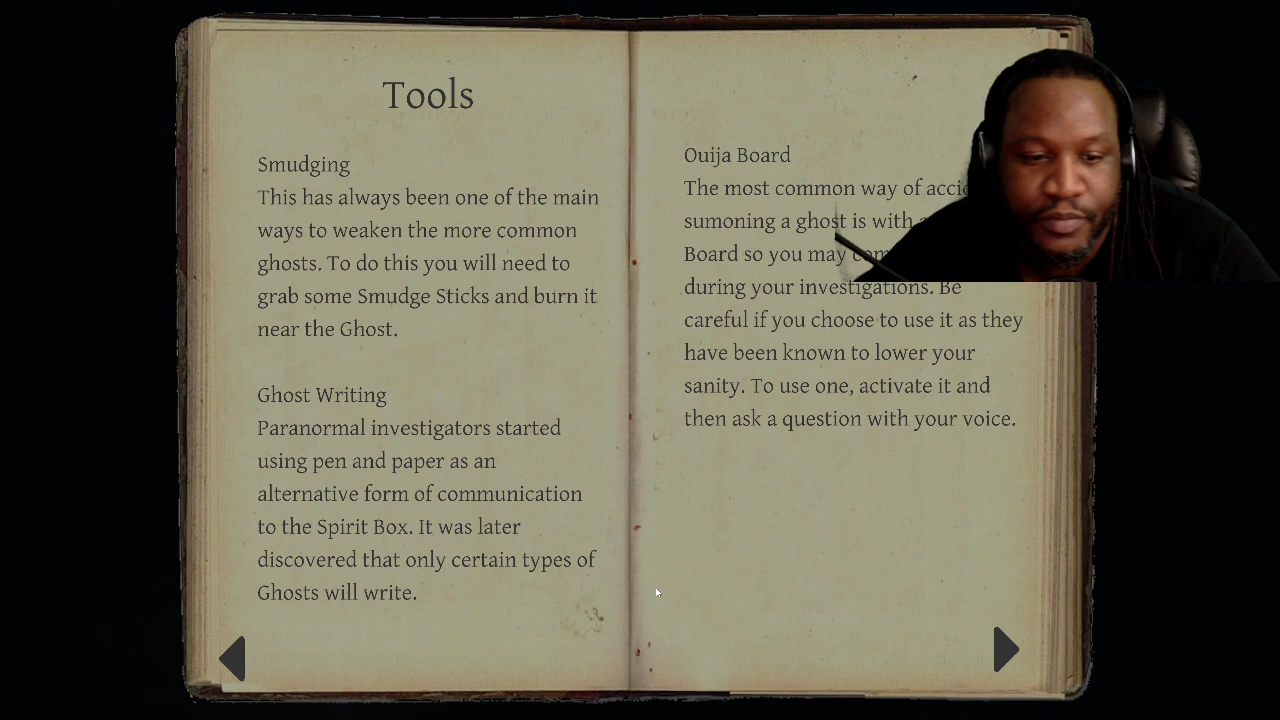 Tools
Smudging
This has always been one of the main
ways to weaken the more common
ghosts. To do this you will need to
grab some Smudge Sticks and burn it
near the Ghost.
Ghost Writing
Paranormal investigators started
using pen and paper as an
alternative form of communication
to the Spirit Box. It was later
discovered that only certain types of
Ghosts will write.
Ouija Board
The most common way of
sumoning a ghost is with
Board so you may
during your investigations. Be
careful if you choose to use it as they
have been known to lower your
sanity. To use one, activate it and
then ask a question with your voice.